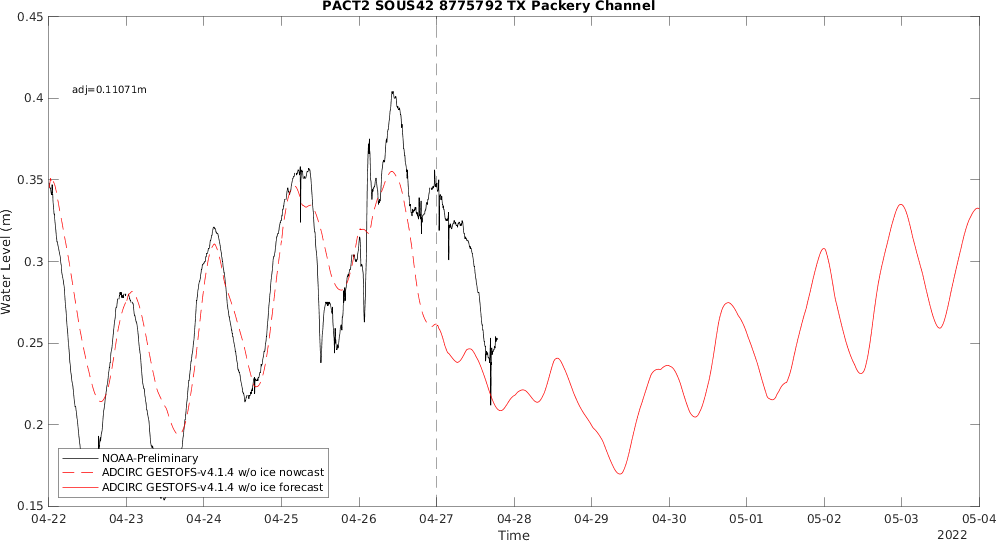 PACT2 SOUS42 8775792 TX Packery Channel
0.45
0.4
0.35
0.3
0.25
0.2
0.15
Water Level (m)
adj=0.11071m
NOAA-Preliminary
ADCIRC GESTOFS-v4.1.4 w/o ice nowcast
ADCIRC GESTOFS-v4.1.4 w/o ice forecast
04-22 04-23 04-24 04-25 04-26 04-27 04-28 04-29 04-30 05-01 05-02 05-03 05-04
Time
2022